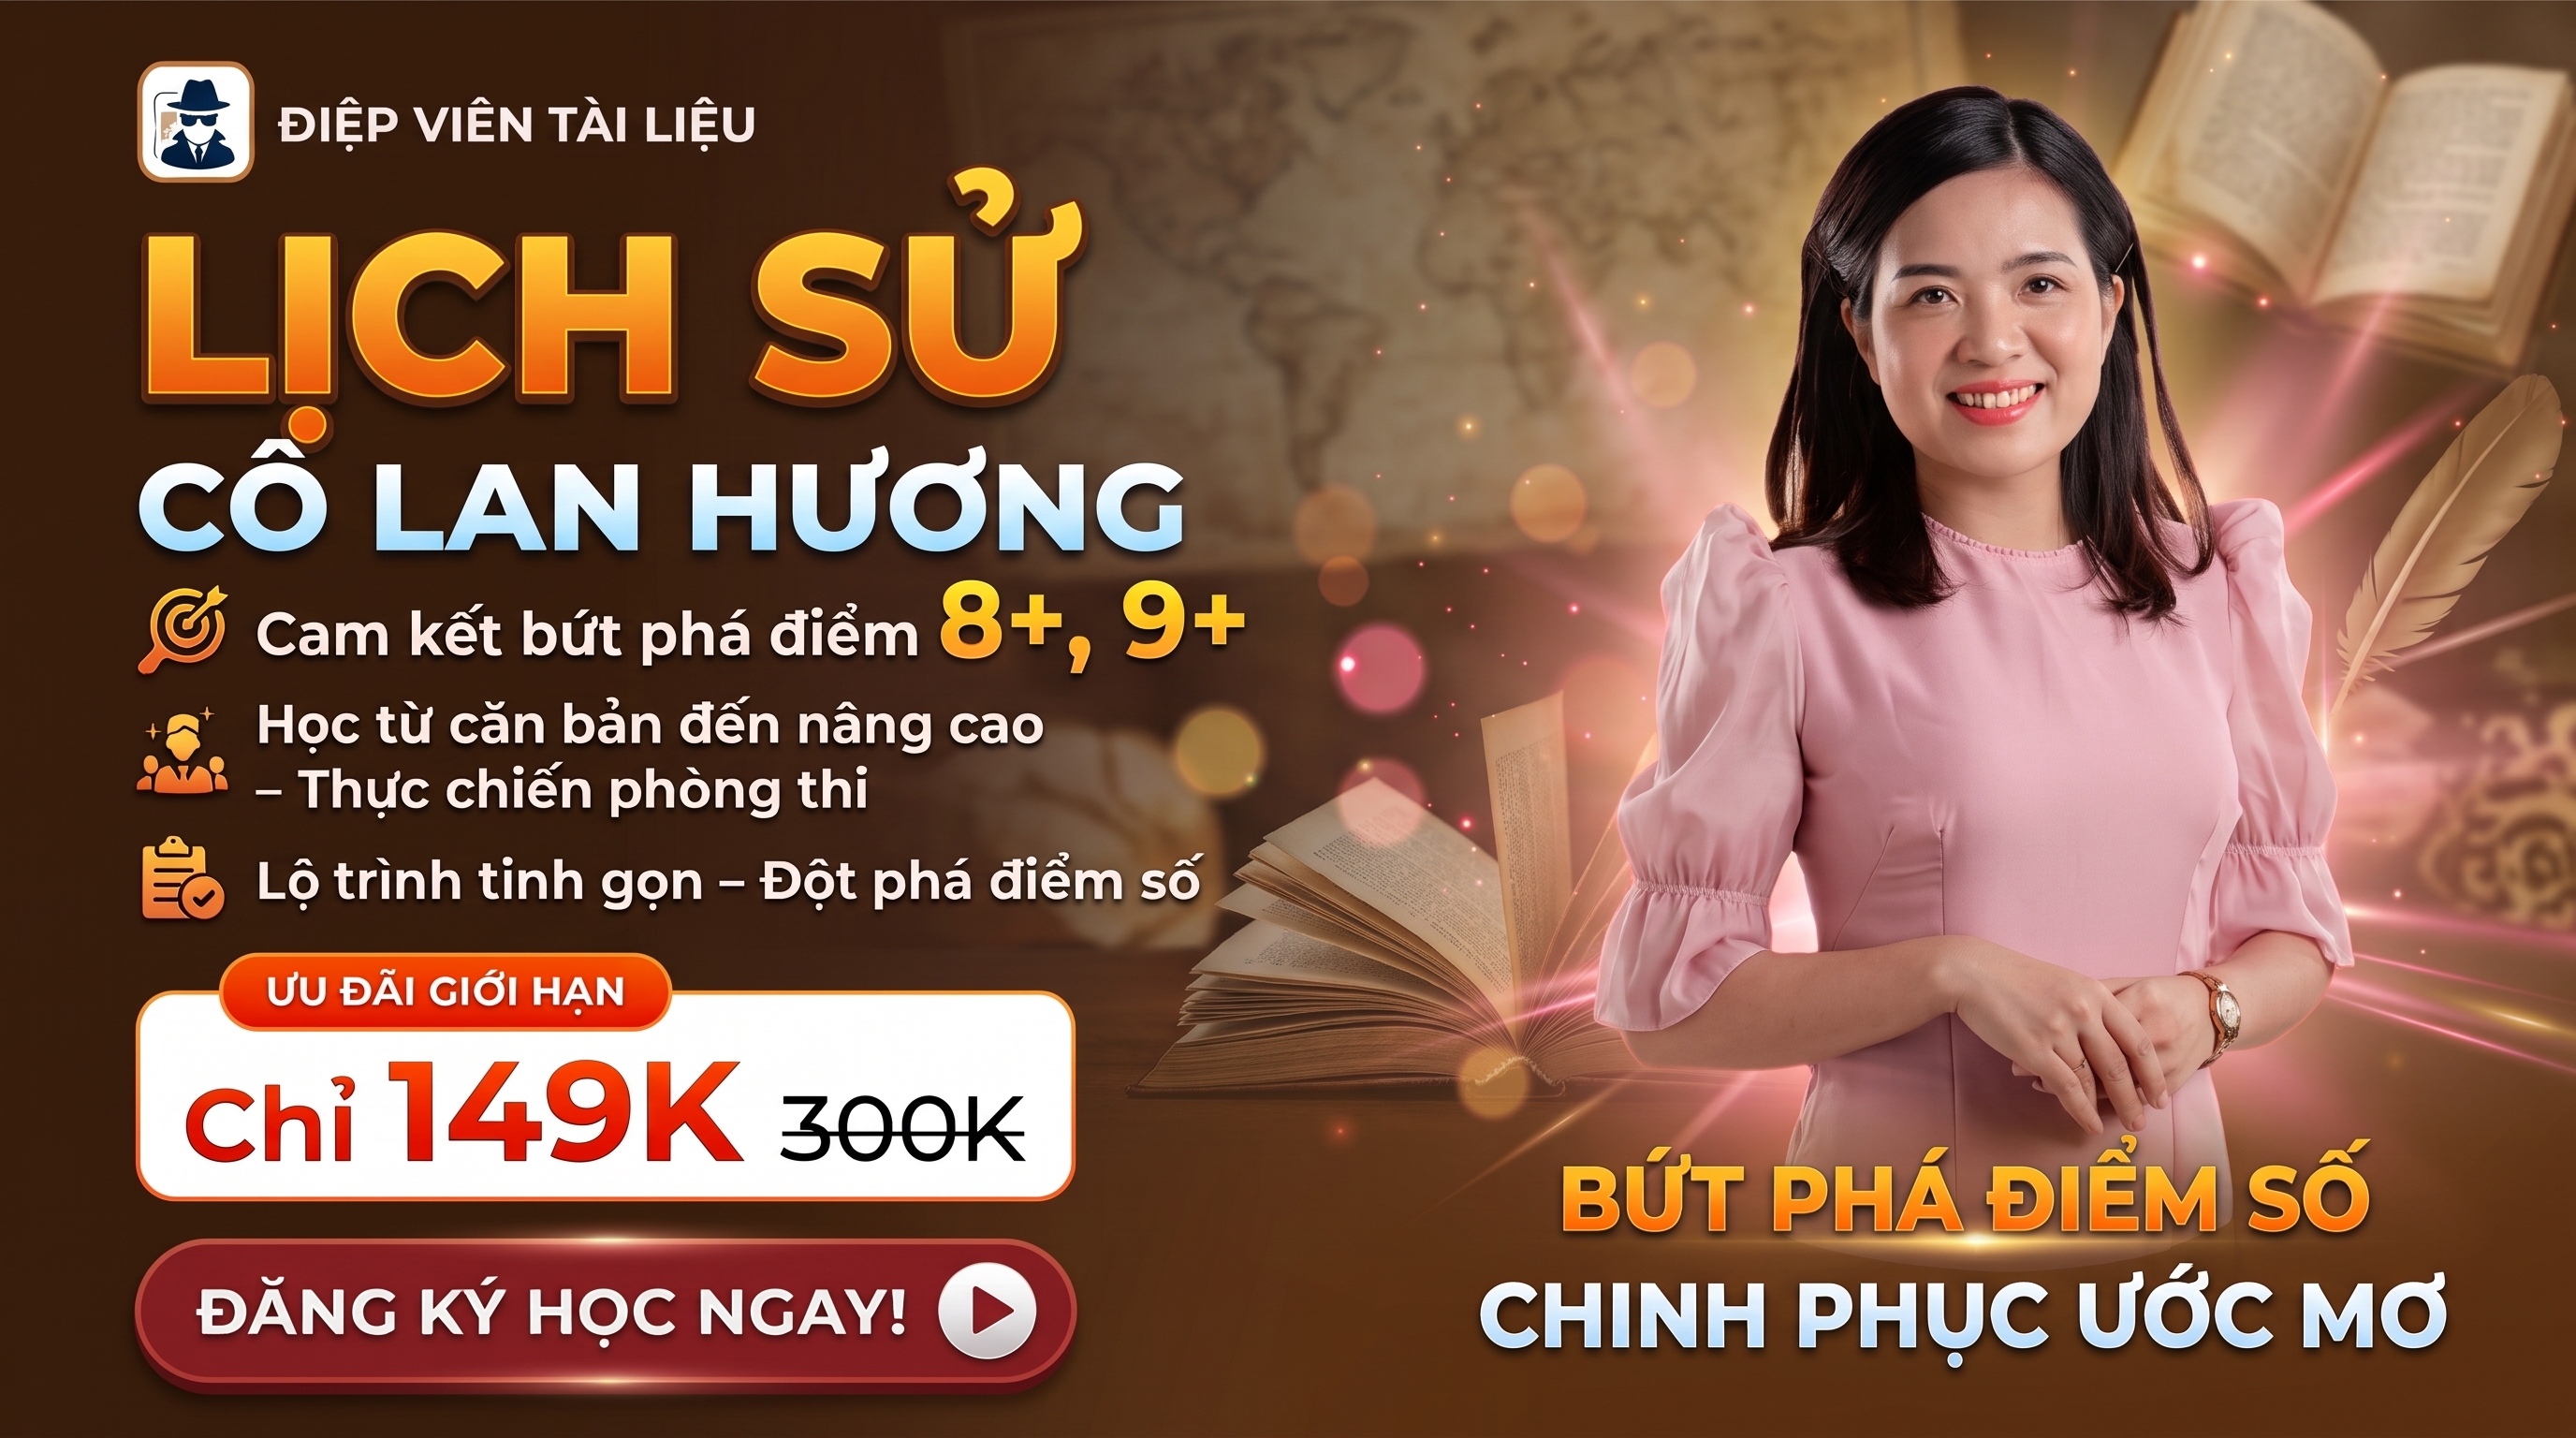 ĐIỆP VIÊN TÀI LIỆU
LỊCH SỬ
CÔ LAN HƯƠNG
Cam kết bứt phá điểm 8+, 9+
Học từ căn bản đến nâng cao
– Thực chiến phòng thi
Lộ trình tinh gọn – Đột phá điểm số
ƯU ĐÃI GIỚI HẠN
Chỉ 149K 300K
ĐĂNG KÝ HỌC NGAY!
BỨT PHÁ ĐIỂM SỐ
CHINH PHỤC ƯỚC MƠ